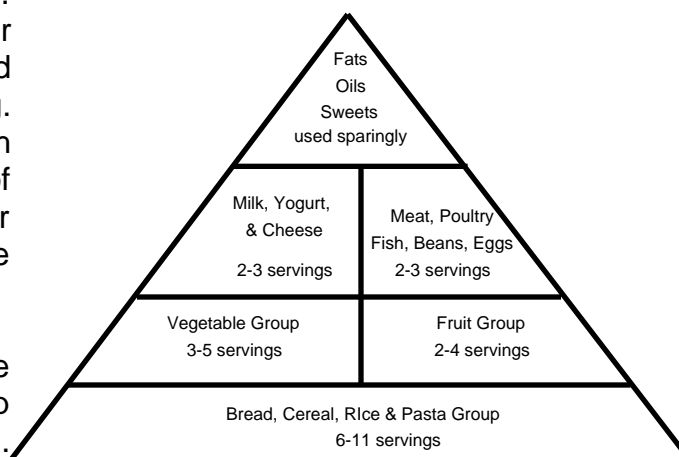 Fats
Oils
Sweets
used sparingly
Milk, Yogurt,
& Cheese
2-3 servings
Meat, Poultry
Fish, Beans, Eggs
2-3 servings
Vegetable Group
3-5 servings
Fruit Group
2-4 servings
Bread, Cereal, RIce & Pasta Group
6-11 servings